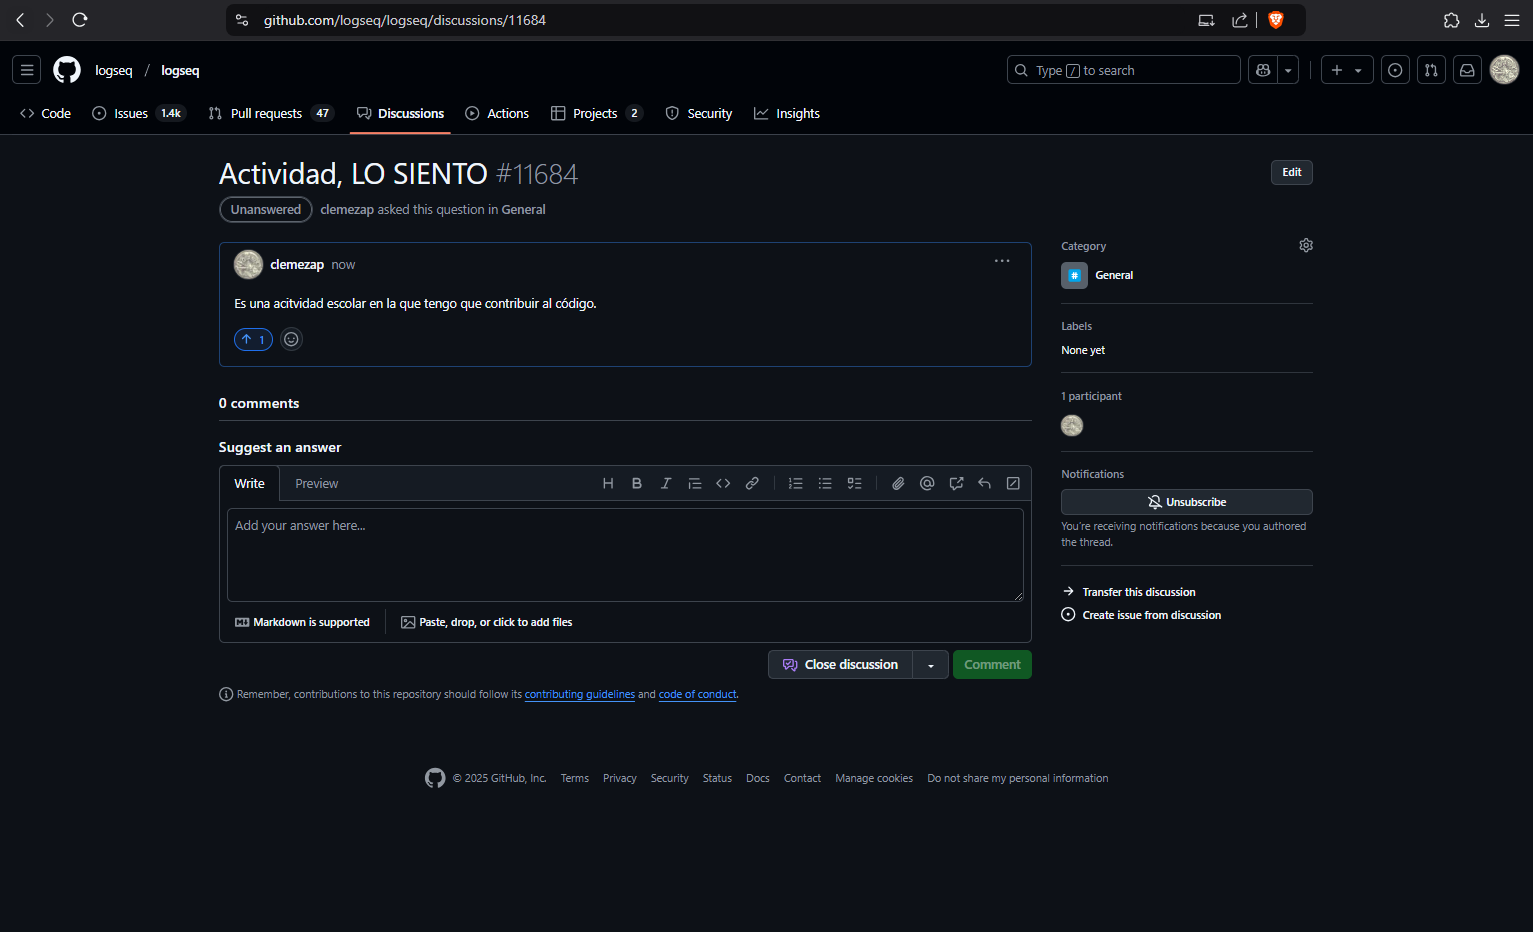 github.com/logseq/logseq/discussions/11684
logseq / logseq
Type / to search
Code
Issues 1.4k
Pull requests 47
Discussions
Actions
Projects 2
Security
Insights
Actividad, LO SIENTO #11684
Edit
Unanswered
clemezap asked this question in General
clemezap now
Es una acitvidad escolar en la que tengo que contribuir al código.
1
0 comments
Suggest an answer
Write
Preview
Add your answer here...
Markdown is supported
Paste, drop, or click to add files
Close discussion
Comment
Remember, contributions to this repository should follow its contributing guidelines and code of conduct.
Category
General
Labels
None yet
1 participant
Notifications
Unsubscribe
You're receiving notifications because you authored
the thread.
Transfer this discussion
Create issue from discussion
© 2025 GitHub, Inc.
Terms
Privacy
Security
Status
Docs
Contact
Manage cookies
Do not share my personal information